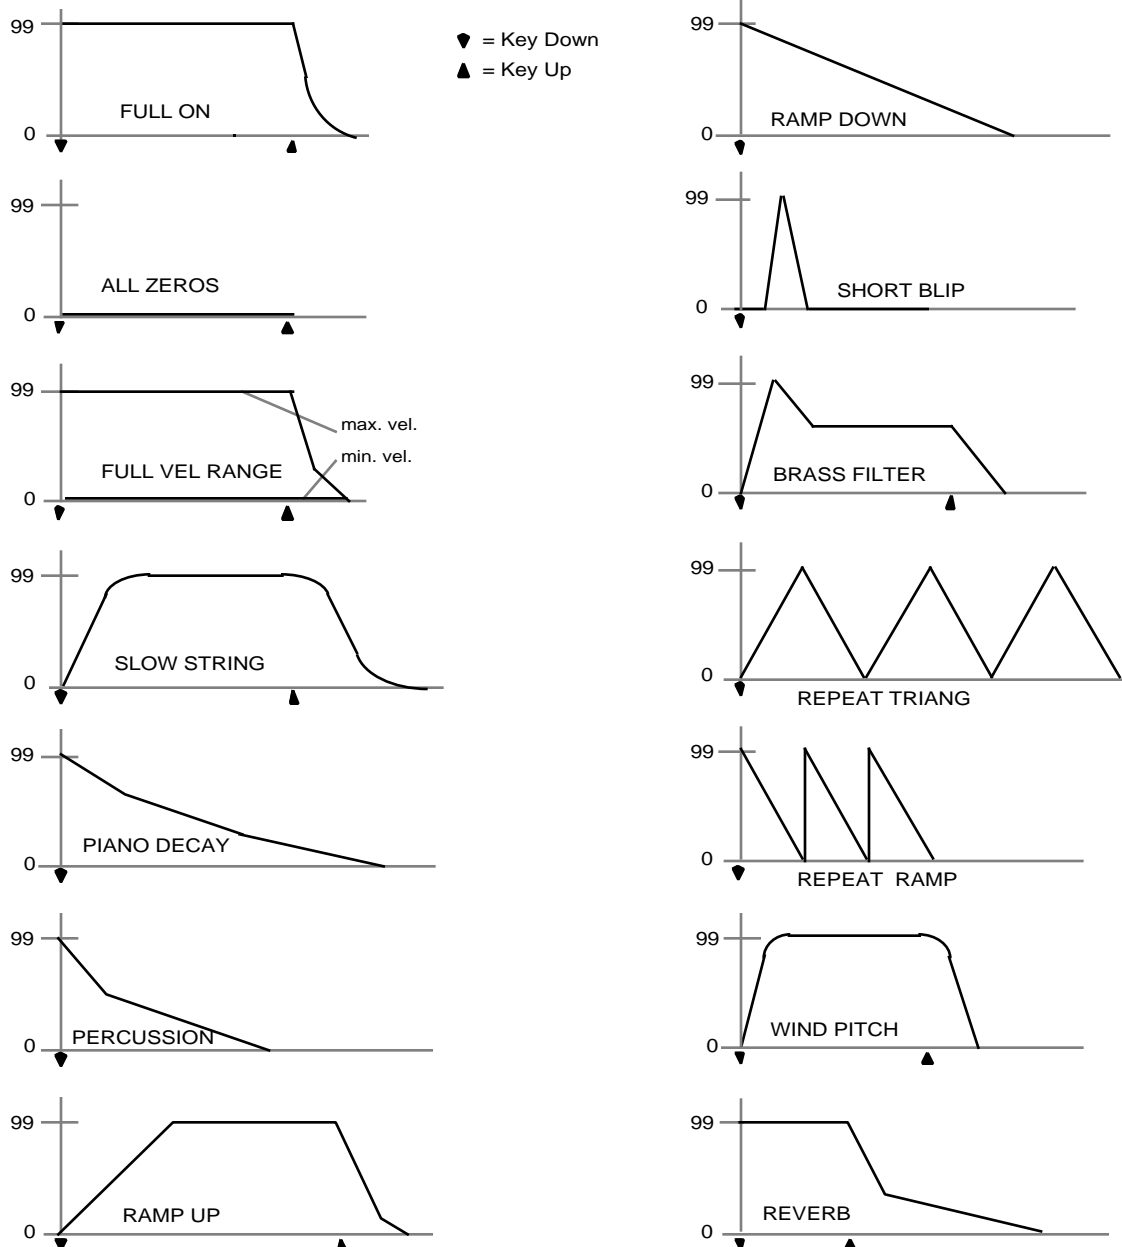 99
FULL ON
0
= Key Down
= Key Up
99
RAMP DOWN
0
99
ALL ZEROS
0
99
SHORT BLIP
0
99
max. vel.
min. vel.
FULL VEL RANGE
0
99
BRASS FILTER
0
99
SLOW STRING
0
99
0
REPEAT TRIANG
99
PIANO DECAY
0
99
0
REPEAT RAMP
99
PERCUSSION
0
99
WIND PITCH
0
99
RAMP UP
0
99
REVERB
0